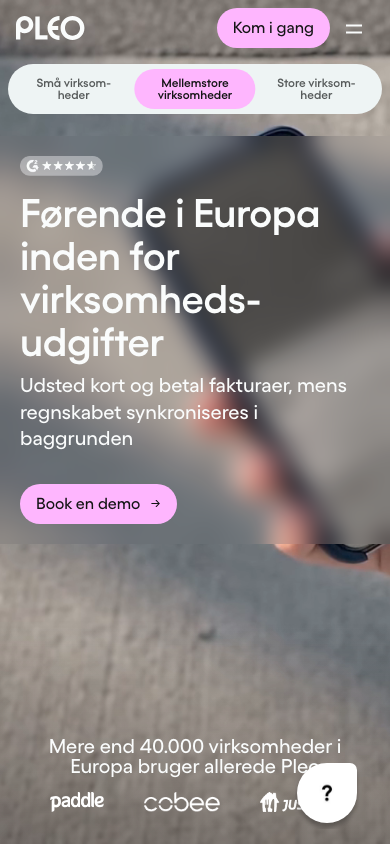 PLEO
Kom i gang
Små virksom-
heder
Mellemstore
virksomheder
Store virksom-
heder
Førende i Europa
inden for
virksomheds-
udgifter
Udsted kort og betal fakturaer, mens
regnskabet synkroniseres i
baggrunden
Book en demo →
Mere end 40.000 virksomheder i
Europa bruger allerede Pleo
paddle
cobee
?